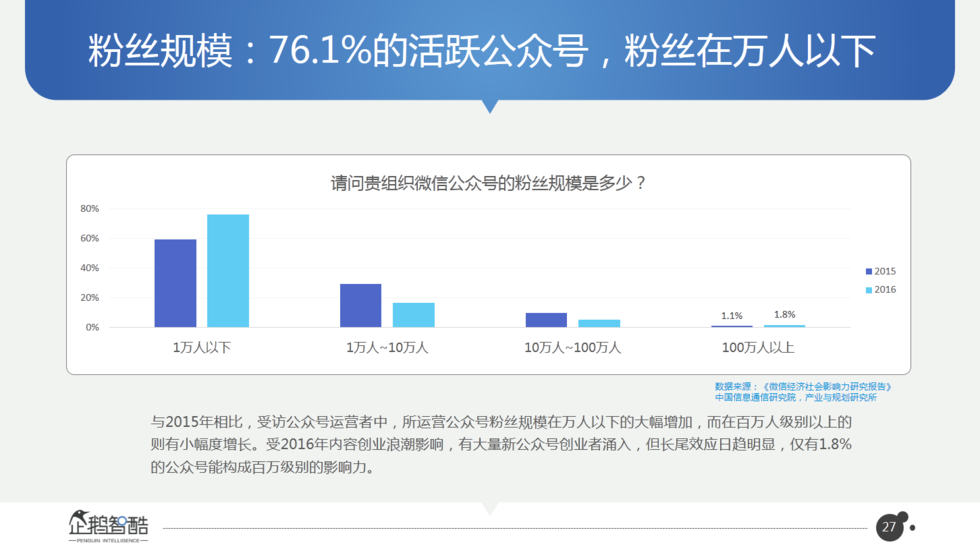 粉丝规模：76.1%的活跃公众号，粉丝在万人以下
请问贵组织微信公众号的粉丝规模是多少？
80%
60%
40%
20%
0%
1.1%
1.8%
1万人以下
1万人~10万人
10万人~100万人
100万人以上
2015
2016
数据来源：《微信经济社会影响力研究报告》
中国信息通信研究院，产业与规划研究所
与2015年相比，受访公众号运营者中，所运营公众号粉丝规模在万人以下的大幅增加，而在百万人级别以上的
则有小幅度增长。受2016年内容创业浪潮影响，有大量新公众号创业者涌入，但长尾效应日趋明显，仅有1.8%
的公众号能构成百万级别的影响力。
企鹅智酷
PENGUIN INTELLIGENCE
27